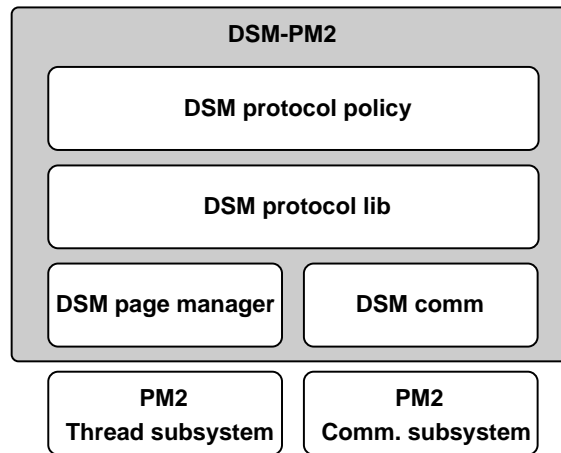 DSM-PM2
DSM protocol policy
DSM protocol lib
DSM page manager
DSM comm
PM2
Thread subsystem
PM2
Comm. subsystem